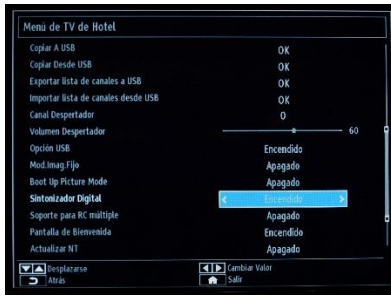 Menú de TV de Hotel
Copiar A USB OK
Copiar Desde USB OK
Exportar lista de canales a USB OK
Importar lista de canales desde USB OK
Canal Despertador 0
Volumen Despertador 60
Opción USB Encendido
Mod.Imag.Fijo Apagado
Boot Up Picture Mode Apagado
Sintonizador Digital Encendido
Soporte para RC múltiple Apagado
Pantalla de Bienvenida Encendido
Actualizar NT Apagado
Desplazarse Cambiar Valor
Atrás Salir